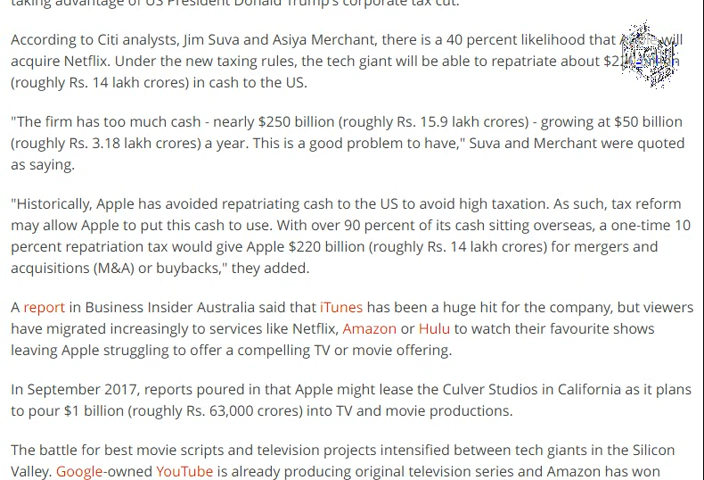 taking advantage of US President Donald Trump's corporate tax cut.
According to Citi analysts, Jim Suva and Asiya Merchant, there is a 40 percent likelihood that will
acquire Netflix. Under the new taxing rules, the tech giant will be able to repatriate about
(roughly Rs. 14 lakh crores) in cash to the US.
"The firm has too much cash - nearly $250 billion (roughly Rs. 15.9 lakh crores) - growing at $50 billion
(roughly Rs. 3.18 lakh crores) a year. This is a good problem to have," Suva and Merchant were quoted
as saying.
"Historically, Apple has avoided repatriating cash to the US to avoid high taxation. As such, tax reform
may allow Apple to put this cash to use. With over 90 percent of its cash sitting overseas, a one-time 10
percent repatriation tax would give Apple $220 billion (roughly Rs. 14 lakh crores) for mergers and
acquisitions (M&A) or buybacks," they added.
A report in Business Insider Australia said that iTunes has been a huge hit for the company, but viewers
have migrated increasingly to services like Netflix, Amazon or Hulu to watch their favourite shows
leaving Apple struggling to offer a compelling TV or movie offering.
In September 2017, reports poured in that Apple might lease the Culver Studios in California as it plans
to pour $1 billion (roughly Rs. 63,000 crores) into TV and movie productions.
The battle for best movie scripts and television projects intensified between tech giants in the Silicon
Valley. Google-owned YouTube is already producing original television series and Amazon has won